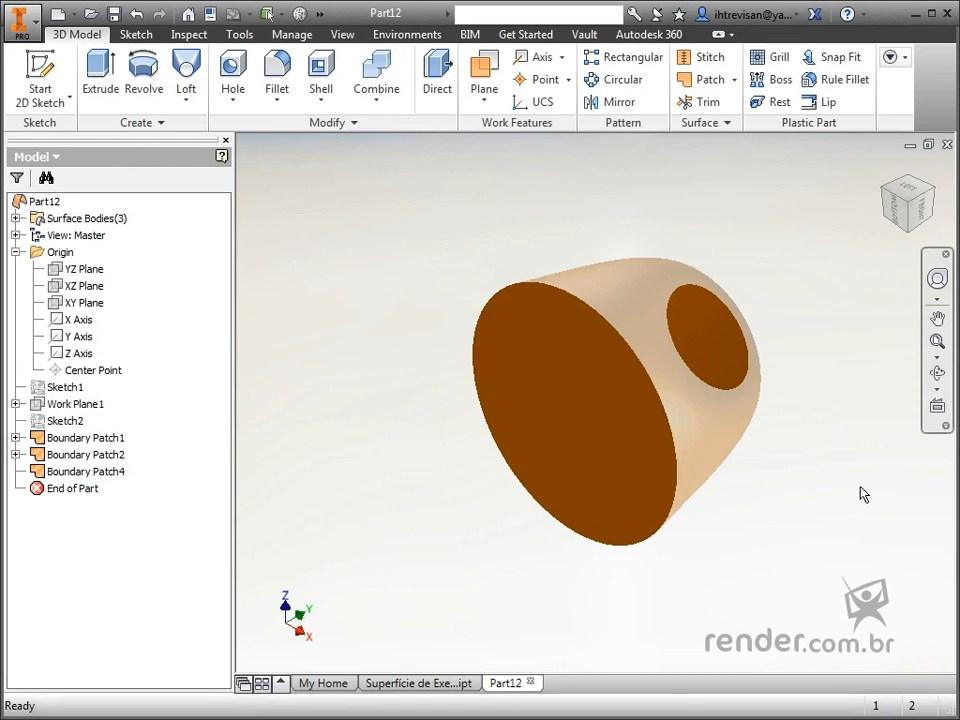 PRO
Part12
ihtrevisan@ya...
3D Model Sketch Inspect Tools Manage View Environments BIM Get Started Vault Autodesk 360
Start
2D Sketch
Extrude Revolve Loft
Hole Fillet Shell Combine
Direct
Plane
Axis
Point
UCS
Rectangular
Circular
Mirror
Stitch
Patch
Trim
Grill
Boss
Rest
Snap Fit
Rule Fillet
Lip
Sketch Create Modify Work Features Pattern Surface Plastic Part
Model
Part12
Surface Bodies(3)
View: Master
Origin
YZ Plane
XZ Plane
XY Plane
X Axis
Y Axis
Z Axis
Center Point
Sketch1
Work Plane1
Sketch2
Boundary Patch1
Boundary Patch2
Boundary Patch4
End of Part
LEFT
Z
Y
X
render.com.br
My Home Superfície de Exe...ipt Part12
Ready 1 2